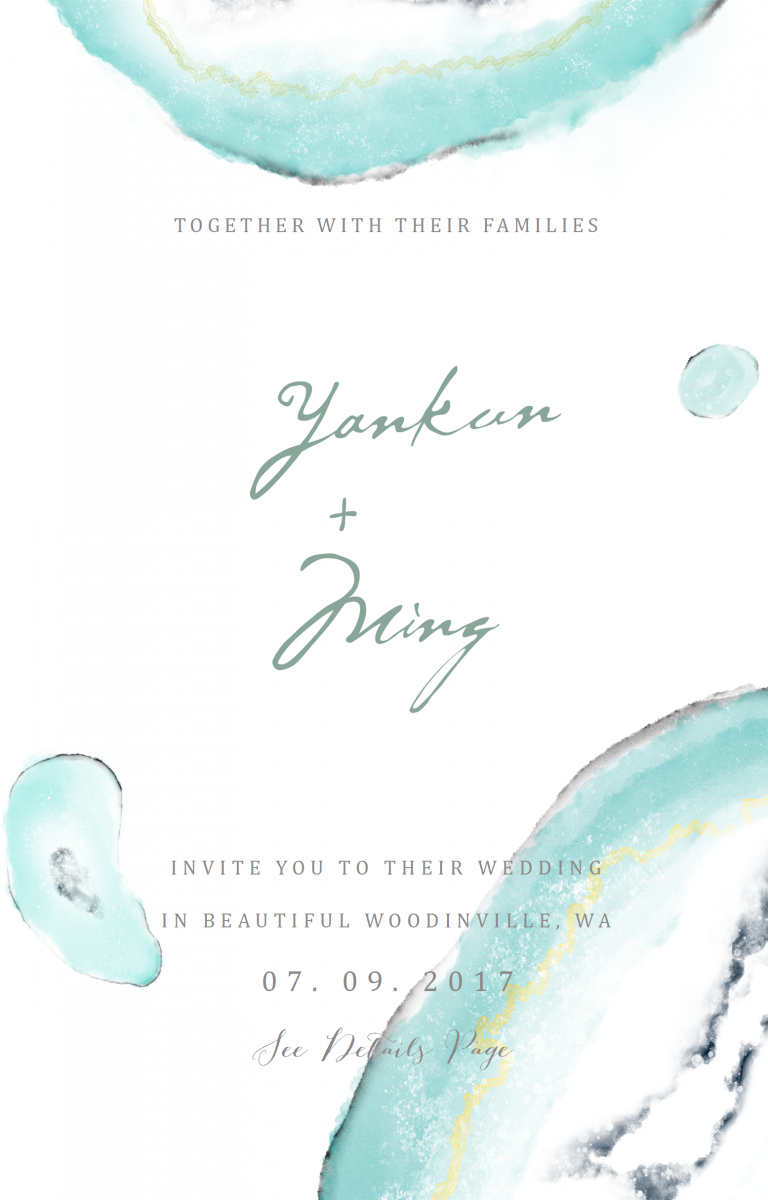 TOGETHER WITH THEIR FAMILIES
Yankun
+
Ming
INVITE YOU TO THEIR WEDDING
IN BEAUTIFUL WOODINVILLE, WA
07. 09. 2017
See Details Page